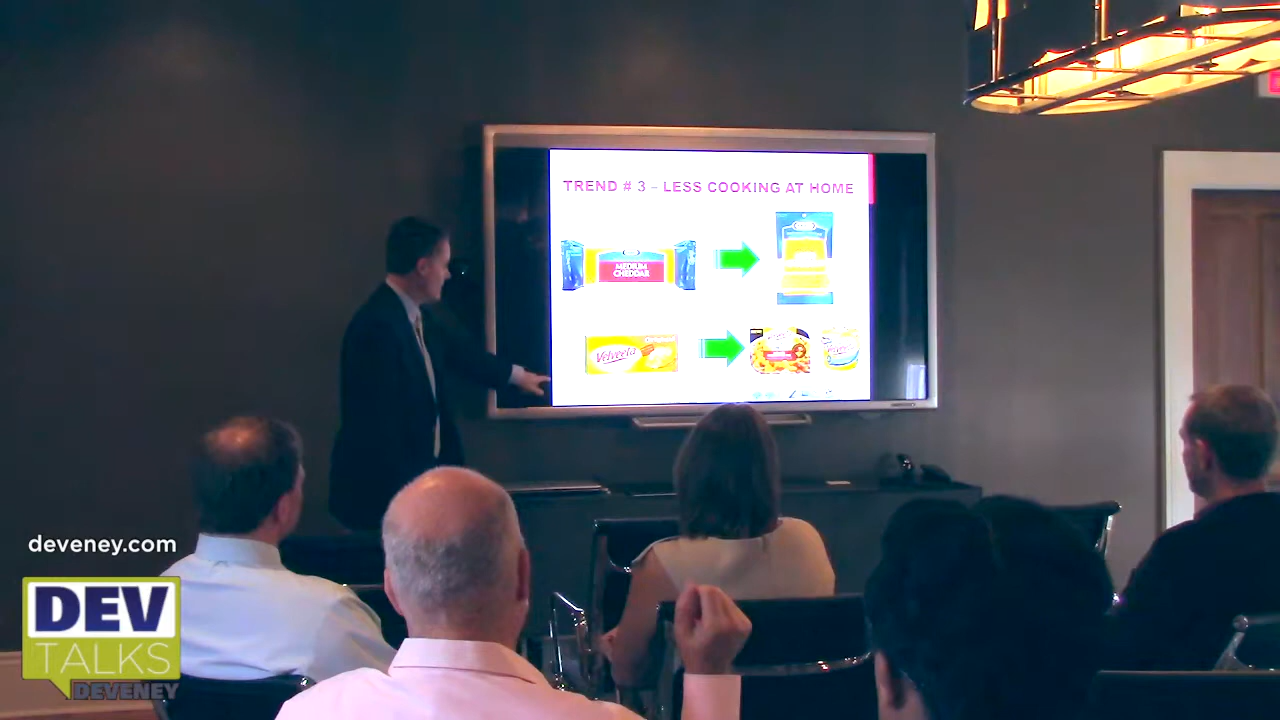 TREND # 3 – LESS COOKING AT HOME
MEDIUM
CHEDDAR
Velveeta
deveney.com
DEV
TALKS
DEVENEY